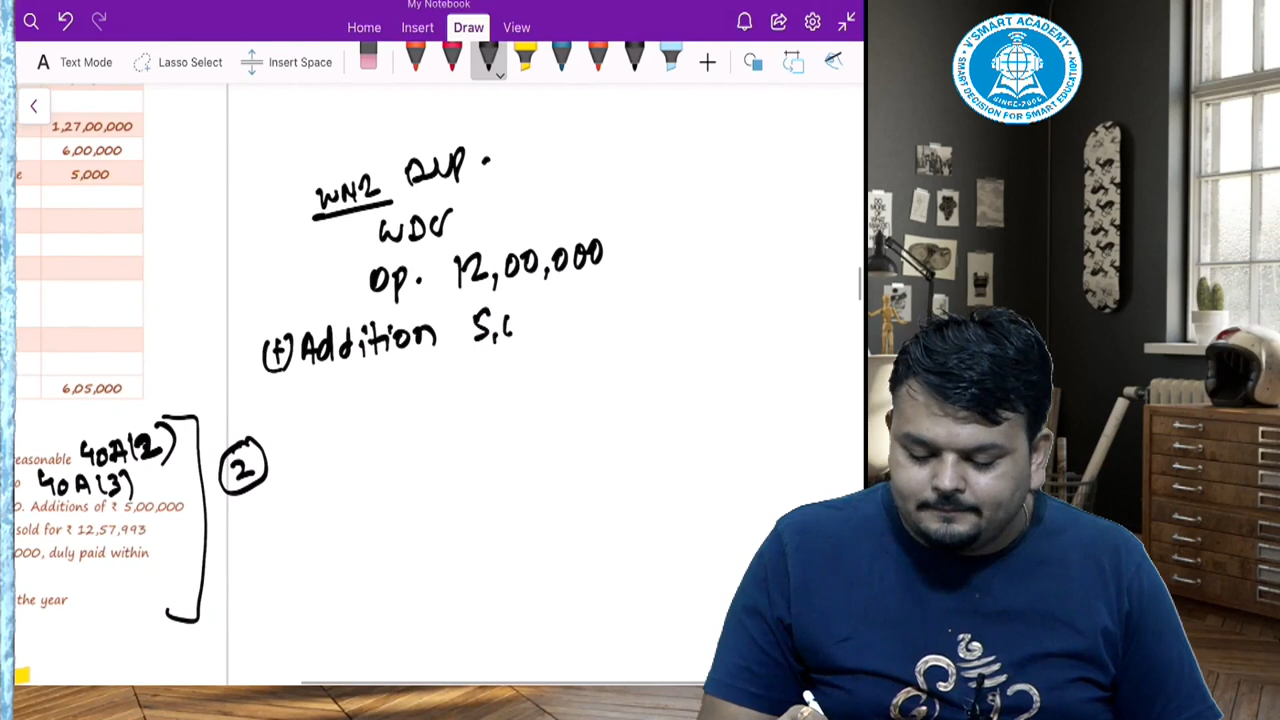 My Notebook
Home Insert Draw View
Text Mode Lasso Select Insert Space
V'SMART ACADEMY
SMART DECISION FOR SMART EDUCATION
1,27,00,000
6,00,000
5,000
6,05,000
WN2 Dep.
WDV
Op. 12,00,000
(+) Addition 5,0
easonable 40A(2)
40A(3)
0. Additions of ₹ 5,00,000
sold for ₹ 12,57,993
000, duly paid within
the year
2